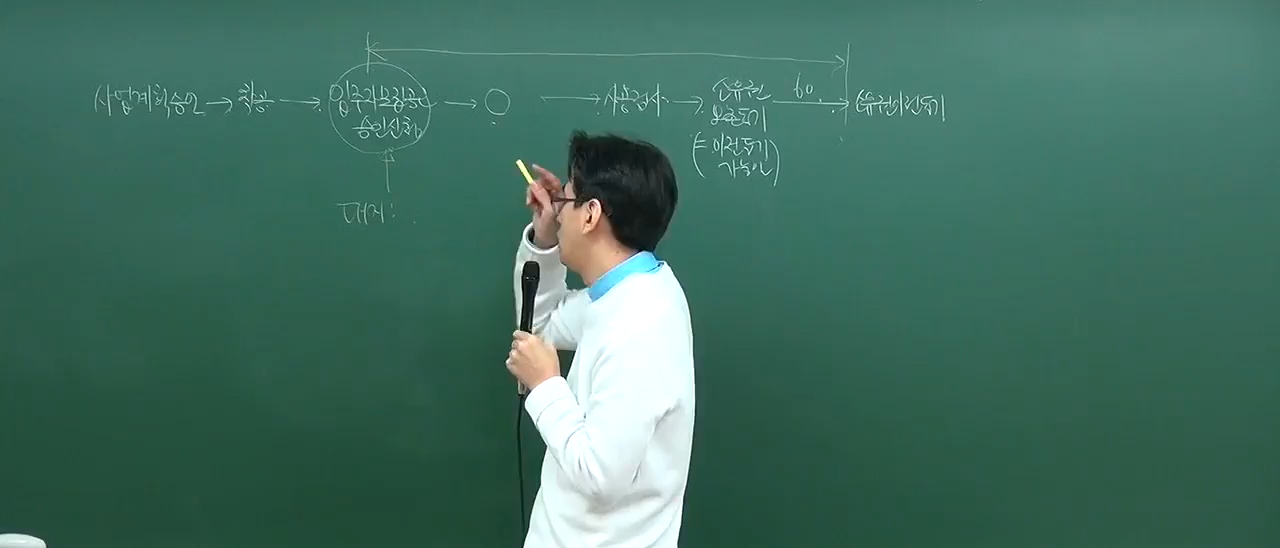 사업계획승인 → 착공 → 입주자모집공고 승인신청 → ○ → 사용검사 → 소유권 보존등기 (= 이전등기 가능일) 60 → 소유권이전등기
대지: